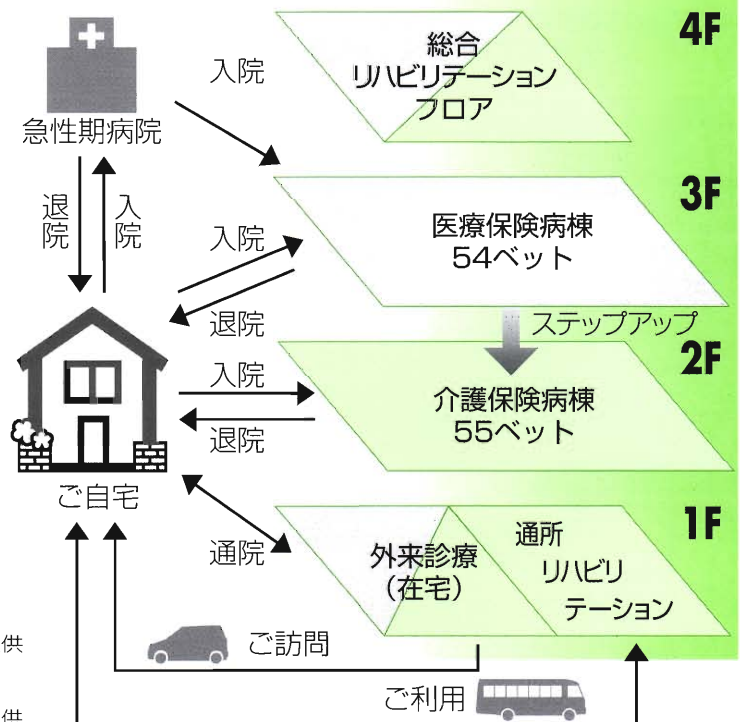 4F
総合
リハビリテーション
フロア
急性期病院
入院
退院
入院
3F
医療保険病棟
54ベット
入院
退院
ステップアップ
2F
介護保険病棟
55ベット
入院
退院
ご自宅
1F
外来診療
(在宅)
通所
リハビリ
テーション
通院
ご訪問
供
ご利用
供